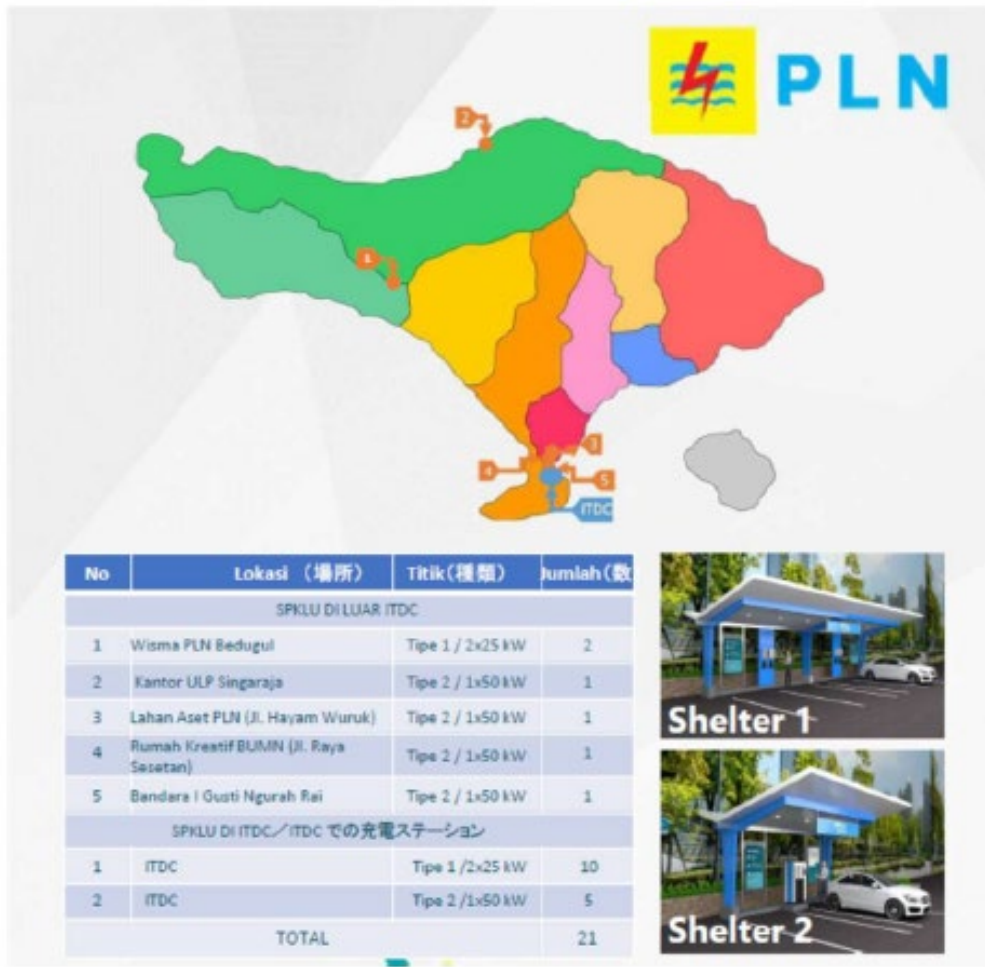 PLN
2
1
3
4
5
ITDC
No Lokasi （場所） Titik(種類) Jumlah（数
SPKLU DI LUAR ITDC
1 Wisma PLN Bedugul Tipe 1 / 2x25 kW 2
2 Kantor ULP Singaraja Tipe 2 / 1x50 kW 1
3 Lahan Aset PLN (Jl. Hayam Wuruk) Tipe 2 / 1x50 kW 1
4 Rumah Kreatif BUMN (Jl. Raya
Sesetan) Tipe 2 / 1x50 kW 1
5 Bandara I Gusti Ngurah Rai Tipe 2 / 1x50 kW 1
SPKLU DI ITDC／ITDC での充電ステーション
1 ITDC Tipe 1 /2x25 kW 10
2 ITDC Tipe 2 /1x50 kW 5
TOTAL 21
Shelter 1
Shelter 2